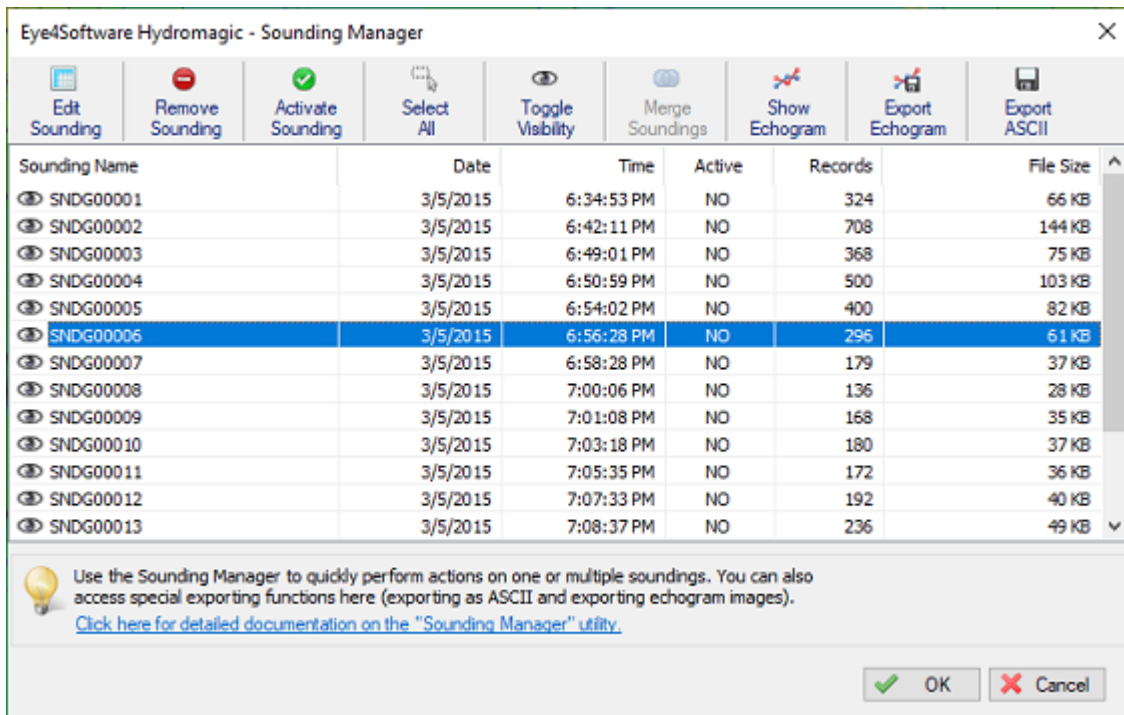 Eye4Software Hydromagic - Sounding Manager
Edit Sounding Remove Sounding Activate Sounding Select All Toggle Visibility Merge Soundings Show Echogram Export Echogram Export ASCII
Sounding Name Date Time Active Records File Size
SNDG00001 3/5/2015 6:34:53 PM NO 324 66 KB
SNDG00002 3/5/2015 6:42:11 PM NO 708 144 KB
SNDG00003 3/5/2015 6:49:01 PM NO 368 75 KB
SNDG00004 3/5/2015 6:50:59 PM NO 500 103 KB
SNDG00005 3/5/2015 6:54:02 PM NO 400 82 KB
SNDG00006 3/5/2015 6:56:28 PM NO 296 61 KB
SNDG00007 3/5/2015 6:58:28 PM NO 179 37 KB
SNDG00008 3/5/2015 7:00:06 PM NO 136 28 KB
SNDG00009 3/5/2015 7:01:08 PM NO 168 35 KB
SNDG00010 3/5/2015 7:03:18 PM NO 180 37 KB
SNDG00011 3/5/2015 7:05:35 PM NO 172 36 KB
SNDG00012 3/5/2015 7:07:33 PM NO 192 40 KB
SNDG00013 3/5/2015 7:08:37 PM NO 236 49 KB
Use the Sounding Manager to quickly perform actions on one or multiple soundings. You can also
access special exporting functions here (exporting as ASCII and exporting echogram images).
Click here for detailed documentation on the "Sounding Manager" utility.
OK Cancel